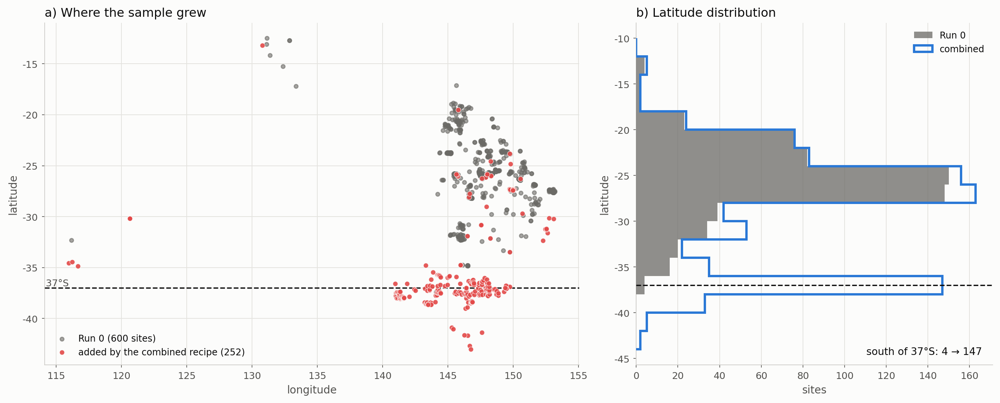 a) Where the sample grew
-15
-20
-25
-30
-35
-40
latitude
37°S
Run 0 (600 sites)
added by the combined recipe (252)
115
120
125
130
135
140
145
150
155
longitude
b) Latitude distribution
-10
-15
-20
-25
-30
-35
-40
-45
latitude
Run 0
combined
south of 37°S: 4 → 147
0
20
40
60
80
100
120
140
160
sites